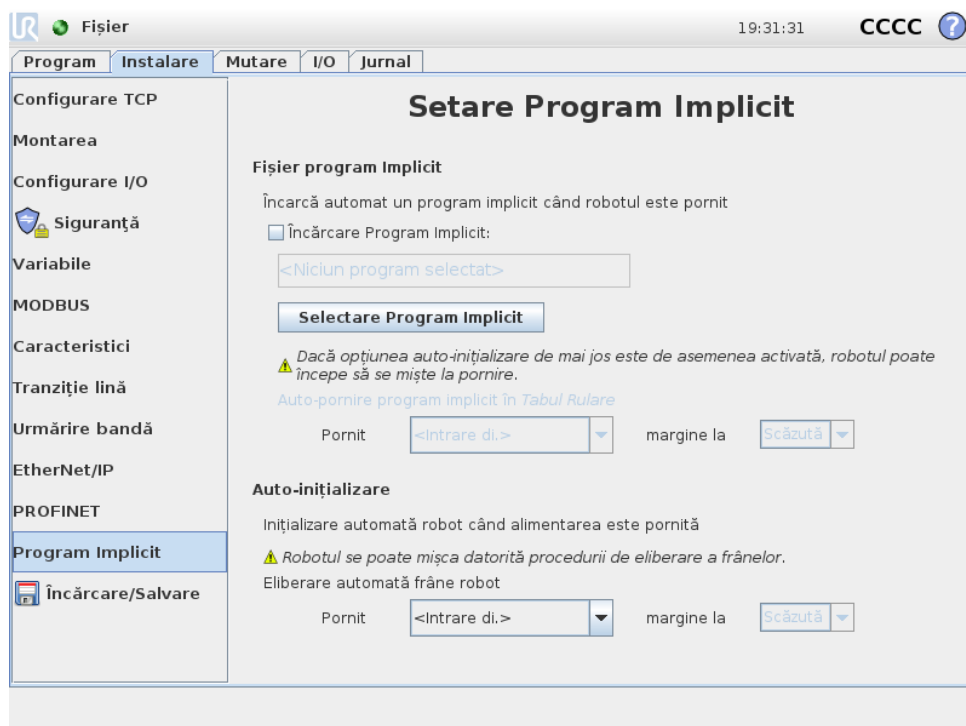 UR Fișier 19:31:31 CCCC ?
Program Instalare Mutare I/O Jurnal
Configurare TCP
Montarea
Configurare I/O
Siguranţă
Variabile
MODBUS
Caracteristici
Tranziție lină
Urmărire bandă
EtherNet/IP
PROFINET
Program Implicit
Încărcare/Salvare
Setare Program Implicit
Fișier program Implicit
Încarcă automat un program implicit când robotul este pornit
Încărcare Program Implicit:
<Niciun program selectat>
Selectare Program Implicit
Dacă opțiunea auto-inițializare de mai jos este de asemenea activată, robotul poate
începe să se miște la pornire.
Auto-pornire program implicit în Tabul Rulare
Pornit <Intrare di.> margine la Scăzută
Auto-inițializare
Inițializare automată robot când alimentarea este pornită
Robotul se poate mișca datorită procedurii de eliberare a frânelor.
Eliberare automată frâne robot
Pornit <Intrare di.> margine la Scăzută